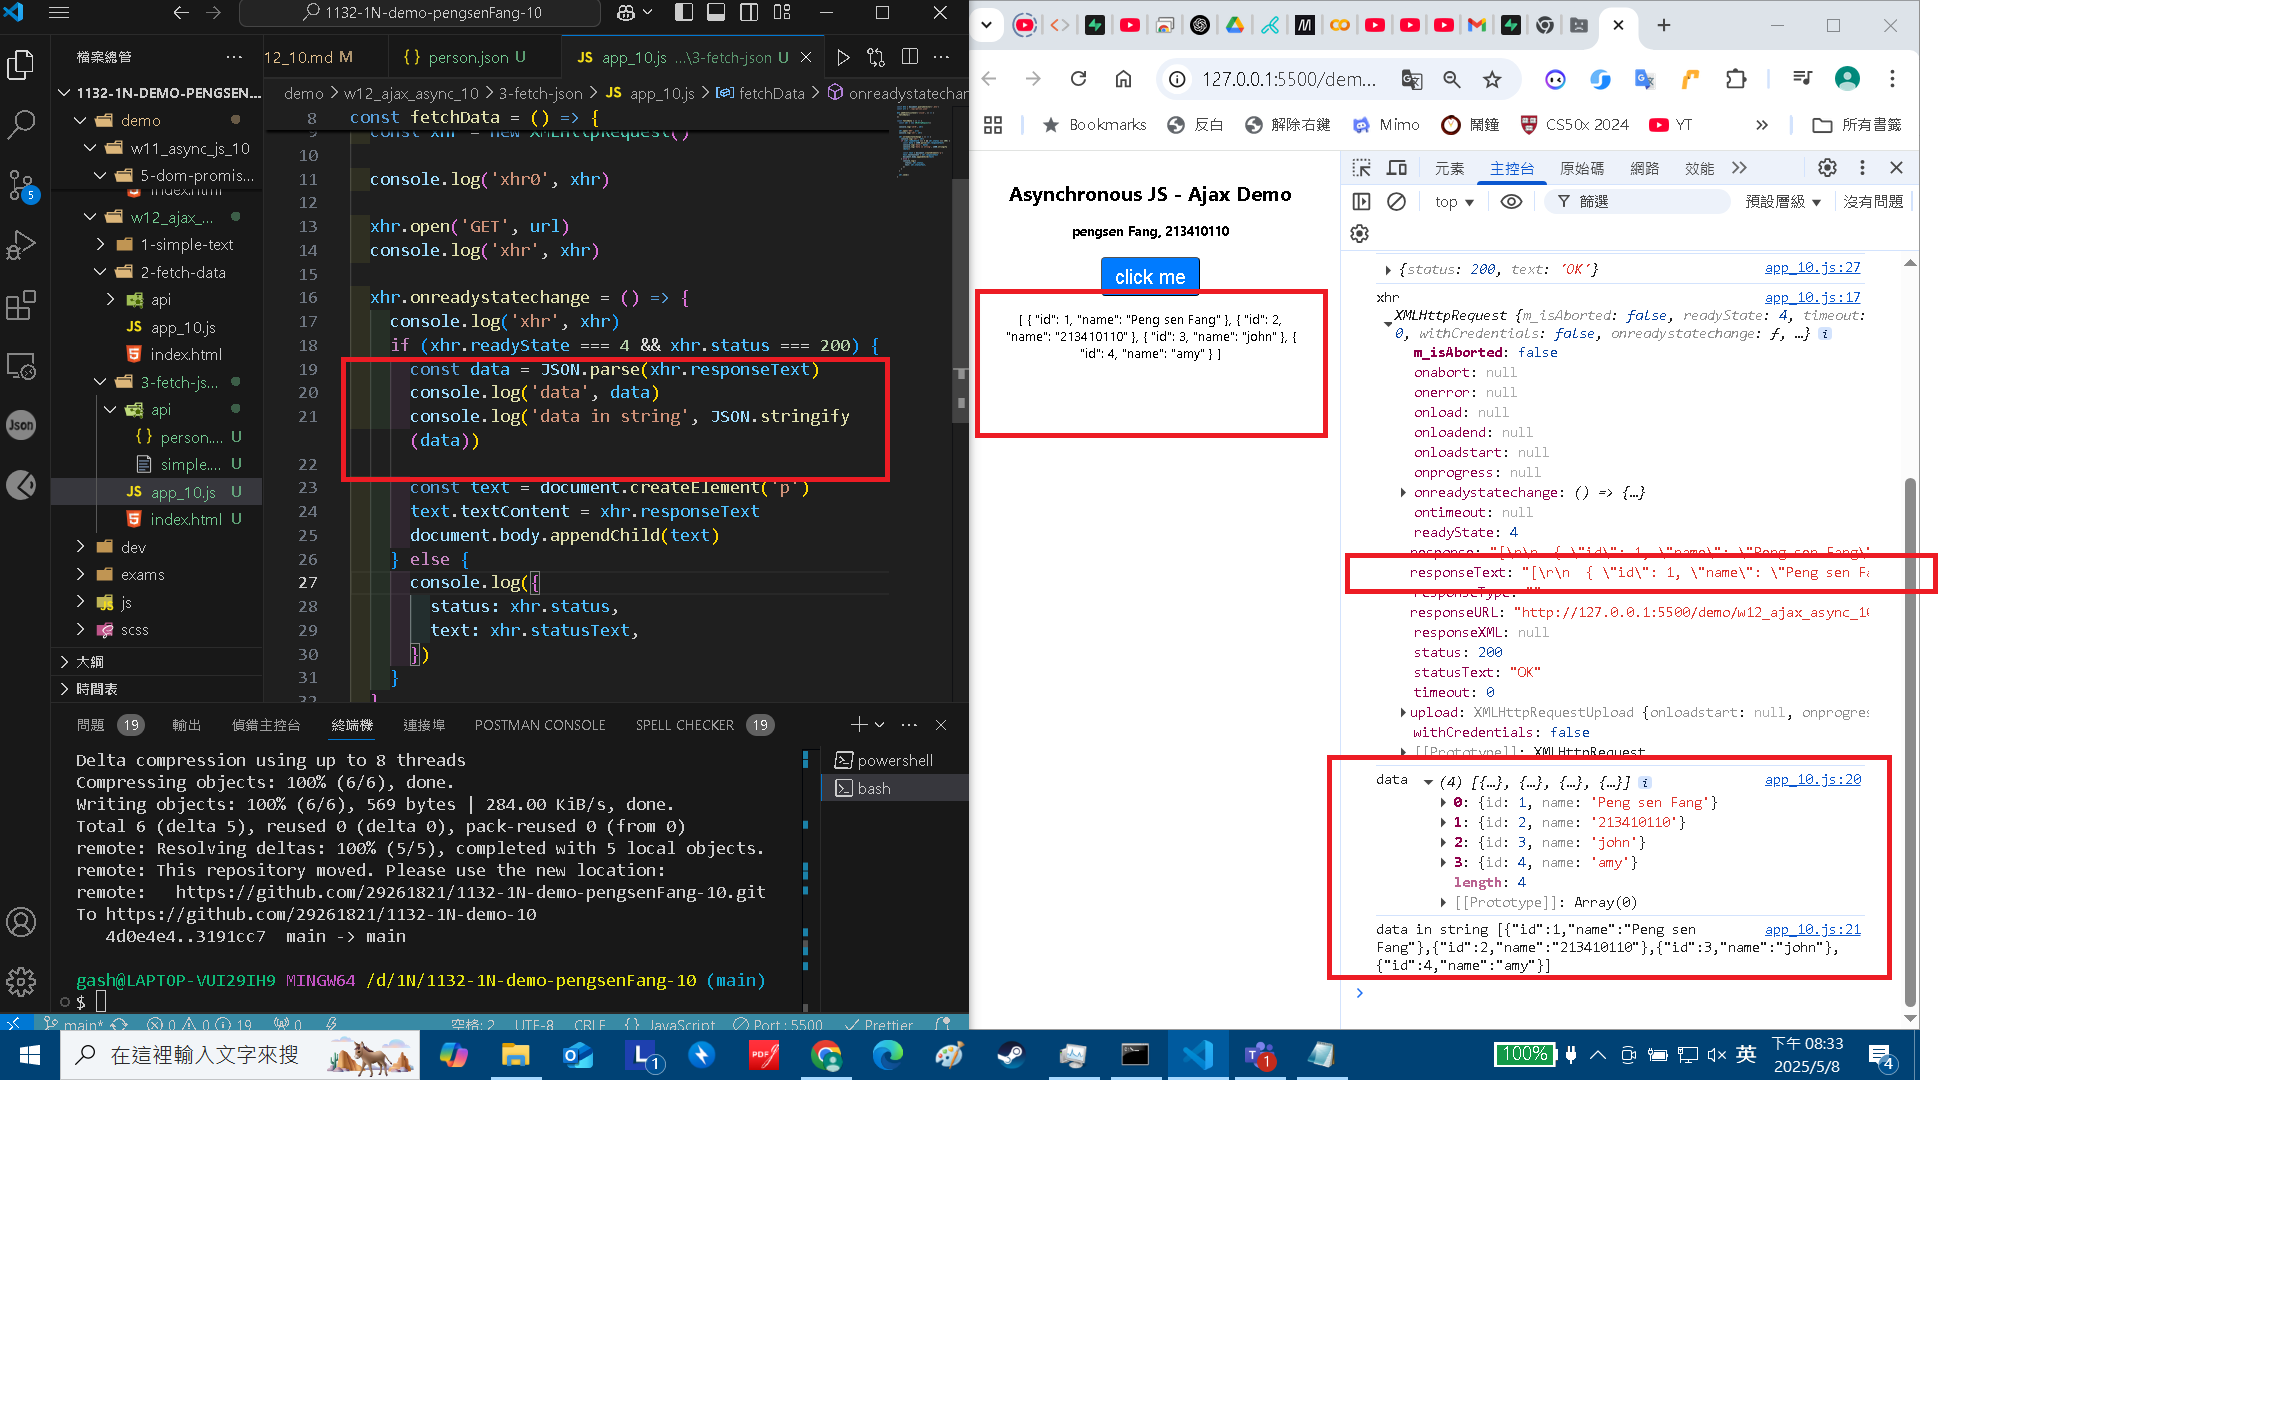 1132-1N-demo-pengsenFang-10
檔案總管
12_10.md M
person.json U
JS app_10.js ...\3-fetch-json U
1132-1N-DEMO-PENGSEN...
demo
w11_async_js_10
5-dom-promis...
index.html
w12_ajax_...
1-simple-text
2-fetch-data
api
JS app_10.js
index.html
3-fetch-js...
api
person.... U
simple.... U
JS app_10.js U
index.html U
dev
exams
js
scss
大綱
時間表
demo > w12_ajax_async_10 > 3-fetch-json > JS app_10.js > fetchData > onreadystatechan
8 const fetchData = () => {
9 const xhr = new XMLHttpRequest()
10
11 console.log('xhr0', xhr)
12
13 xhr.open('GET', url)
14 console.log('xhr', xhr)
15
16 xhr.onreadystatechange = () => {
17 console.log('xhr', xhr)
18 if (xhr.readyState === 4 && xhr.status === 200) {
19 const data = JSON.parse(xhr.responseText)
20 console.log('data', data)
21 console.log('data in string', JSON.stringify
(data))
22
23 const text = document.createElement('p')
24 text.textContent = xhr.responseText
25 document.body.appendChild(text)
26 } else {
27 console.log({
28 status: xhr.status,
29 text: xhr.statusText,
30 })
31 }
32 }
問題 19 輸出 偵錯主控台 終端機 連接埠 POSTMAN CONSOLE SPELL CHECKER 19
Delta compression using up to 8 threads
Compressing objects: 100% (6/6), done.
Writing objects: 100% (6/6), 569 bytes | 284.00 KiB/s, done.
Total 6 (delta 5), reused 0 (delta 0), pack-reused 0 (from 0)
remote: Resolving deltas: 100% (5/5), completed with 5 local objects.
remote: This repository moved. Please use the new location:
remote:   https://github.com/29261821/1132-1N-demo-pengsenFang-10.git
To https://github.com/29261821/1132-1N-demo-10
4d0e4e4..3191cc7  main -> main
gash@LAPTOP-VUI29IH9 MINGW64 /d/1N/1132-1N-demo-pengsenFang-10 (main)
$
powershell
bash
5
Json
main* 0 0 19 0 空格: 2 UTF-8 CRLF {} JavaScript Port : 5500 Prettier
127.0.0.1:5500/dem...
Bookmarks 反白 解除右鍵 Mimo 鬧鐘 CS50x 2024 YT 所有書籤
Asynchronous JS - Ajax Demo
pengsen Fang, 213410110
click me
[ { "id": 1, "name": "Peng sen Fang" }, { "id": 2,
"name": "213410110" }, { "id": 3, "name": "john" }, {
"id": 4, "name": "amy" } ]
元素 主控台 原始碼 網路 效能
top 篩選 預設層級 沒有問題
{status: 200, text: 'OK'} app_10.js:27
xhr app_10.js:17
XMLHttpRequest {m_isAborted: false, readyState: 4, timeout:
0, withCredentials: false, onreadystatechange: ƒ, …}
m_isAborted: false
onabort: null
onerror: null
onload: null
onloadend: null
onloadstart: null
onprogress: null
onreadystatechange: () => {…}
ontimeout: null
readyState: 4
response: "[\r\n  { \"id\": 1, \"name\": \"Peng sen Fang\"
responseText: "[\r\n  { \"id\": 1, \"name\": \"Peng sen Fa
responseType: ""
responseURL: "http://127.0.0.1:5500/demo/w12_ajax_async_10
responseXML: null
status: 200
statusText: "OK"
timeout: 0
upload: XMLHttpRequestUpload {onloadstart: null, onprogres
withCredentials: false
[[Prototype]]: XMLHttpRequest
data (4) [{…}, {…}, {…}, {…}] app_10.js:20
0: {id: 1, name: 'Peng sen Fang'}
1: {id: 2, name: '213410110'}
2: {id: 3, name: 'john'}
3: {id: 4, name: 'amy'}
length: 4
[[Prototype]]: Array(0)
data in string [{"id":1,"name":"Peng sen app_10.js:21
Fang"},{"id":2,"name":"213410110"},{"id":3,"name":"john"},
{"id":4,"name":"amy"}]
在這裡輸入文字來搜
100%
英
下午 08:33
2025/5/8
4